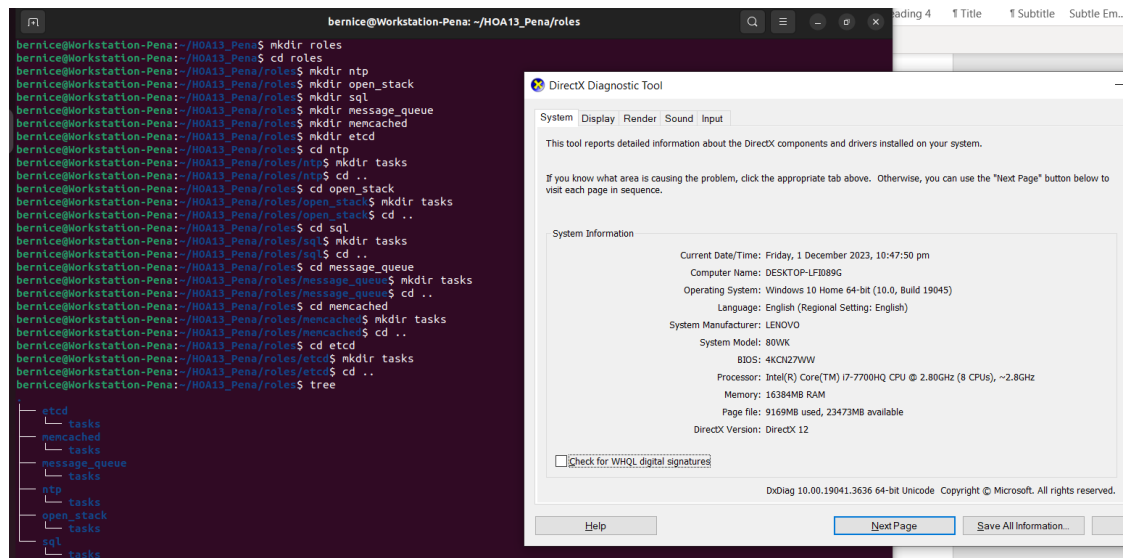 bernice@Workstation-Pena: ~/HOA13_Pena/roles
bernice@Workstation-Pena:~/HOA13_Pena$ mkdir roles
bernice@Workstation-Pena:~/HOA13_Pena$ cd roles
bernice@Workstation-Pena:~/HOA13_Pena/roles$ mkdir ntp
bernice@Workstation-Pena:~/HOA13_Pena/roles$ mkdir open_stack
bernice@Workstation-Pena:~/HOA13_Pena/roles$ mkdir sql
bernice@Workstation-Pena:~/HOA13_Pena/roles$ mkdir message_queue
bernice@Workstation-Pena:~/HOA13_Pena/roles$ mkdir memcached
bernice@Workstation-Pena:~/HOA13_Pena/roles$ mkdir etcd
bernice@Workstation-Pena:~/HOA13_Pena/roles$ cd ntp
bernice@Workstation-Pena:~/HOA13_Pena/roles/ntp$ mkdir tasks
bernice@Workstation-Pena:~/HOA13_Pena/roles/ntp$ cd ..
bernice@Workstation-Pena:~/HOA13_Pena/roles$ cd open_stack
bernice@Workstation-Pena:~/HOA13_Pena/roles/open_stack$ mkdir tasks
bernice@Workstation-Pena:~/HOA13_Pena/roles/open_stack$ cd ..
bernice@Workstation-Pena:~/HOA13_Pena/roles$ cd sql
bernice@Workstation-Pena:~/HOA13_Pena/roles/sql$ mkdir tasks
bernice@Workstation-Pena:~/HOA13_Pena/roles/sql$ cd ..
bernice@Workstation-Pena:~/HOA13_Pena/roles$ cd message_queue
bernice@Workstation-Pena:~/HOA13_Pena/roles/message_queue$ mkdir tasks
bernice@Workstation-Pena:~/HOA13_Pena/roles/message_queue$ cd ..
bernice@Workstation-Pena:~/HOA13_Pena/roles$ cd memcached
bernice@Workstation-Pena:~/HOA13_Pena/roles/memcached$ mkdir tasks
bernice@Workstation-Pena:~/HOA13_Pena/roles/memcached$ cd ..
bernice@Workstation-Pena:~/HOA13_Pena/roles$ cd etcd
bernice@Workstation-Pena:~/HOA13_Pena/roles/etcd$ mkdir tasks
bernice@Workstation-Pena:~/HOA13_Pena/roles/etcd$ cd ..
bernice@Workstation-Pena:~/HOA13_Pena/roles$ tree
.
├── etcd
│   └── tasks
├── memcached
│   └── tasks
├── message_queue
│   └── tasks
├── ntp
│   └── tasks
├── open_stack
│   └── tasks
└── sql
    └── tasks
ading 4 ¶ Title ¶ Subtitle Subtle Em...
DirectX Diagnostic Tool
System Display Render Sound Input
This tool reports detailed information about the DirectX components and drivers installed on your system.
If you know what area is causing the problem, click the appropriate tab above. Otherwise, you can use the "Next Page" button below to
visit each page in sequence.
System Information
Current Date/Time: Friday, 1 December 2023, 10:47:50 pm
Computer Name: DESKTOP-LFI089G
Operating System: Windows 10 Home 64-bit (10.0, Build 19045)
Language: English (Regional Setting: English)
System Manufacturer: LENOVO
System Model: 80WK
BIOS: 4KCN27WW
Processor: Intel(R) Core(TM) i7-7700HQ CPU @ 2.80GHz (8 CPUs), ~2.8GHz
Memory: 16384MB RAM
Page file: 9169MB used, 23473MB available
DirectX Version: DirectX 12
Check for WHQL digital signatures
DxDiag 10.00.19041.3636 64-bit Unicode Copyright © Microsoft. All rights reserved.
Help Next Page Save All Information...